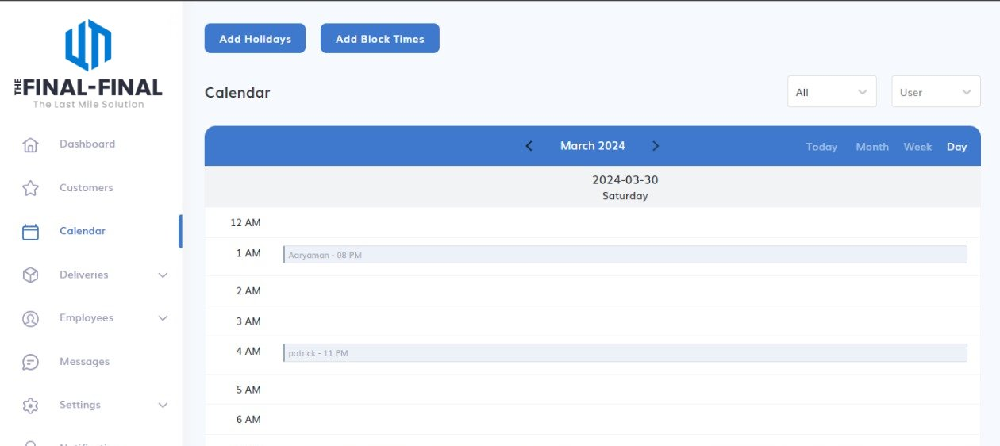 THE FINAL-FINAL
The Last Mile Solution
Dashboard
Customers
Calendar
Deliveries
Employees
Messages
Settings
Add Holidays
Add Block Times
Calendar
All
User
March 2024
Today
Month
Week
Day
2024-03-30
Saturday
12 AM
1 AM
Aaryaman - 08 PM
2 AM
3 AM
4 AM
patrick - 11 PM
5 AM
6 AM